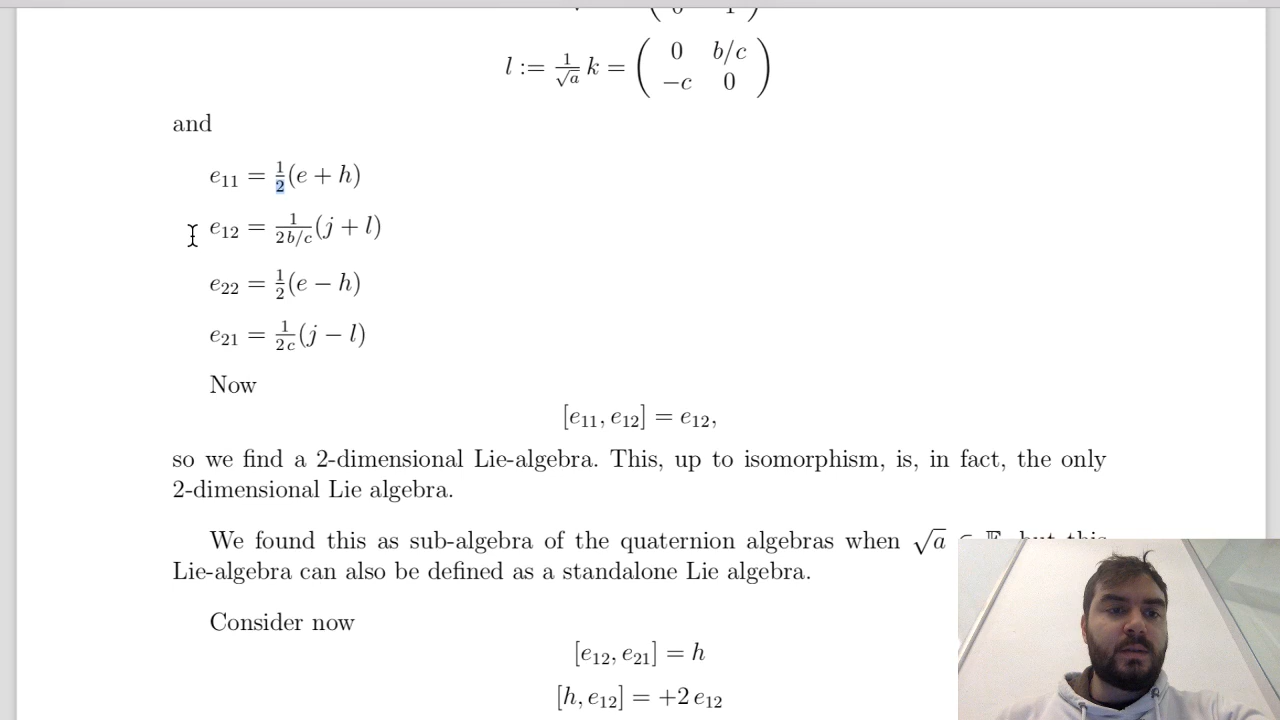 l := 1/√a k = ( 0 b/c
−c 0 )
and
e₁₁ = 1/2 (e + h)
e₁₂ = 1/(2b/c) (j + l)
e₂₂ = 1/2 (e − h)
e₂₁ = 1/(2c) (j − l)
Now
[e₁₁, e₁₂] = e₁₂,
so we find a 2-dimensional Lie-algebra. This, up to isomorphism, is, in fact, the only
2-dimensional Lie algebra.
We found this as sub-algebra of the quaternion algebras when √a
Lie-algebra can also be defined as a standalone Lie algebra.
Consider now
[e₁₂, e₂₁] = h
[h, e₁₂] = +2 e₁₂